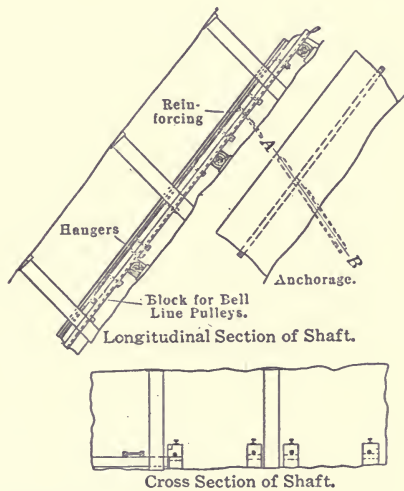 Rein-
forcing
A
Hangers
B
Anchorage.
Block for Bell
Line Pulleys.
Longitudinal Section of Shaft.
Cross Section of Shaft.